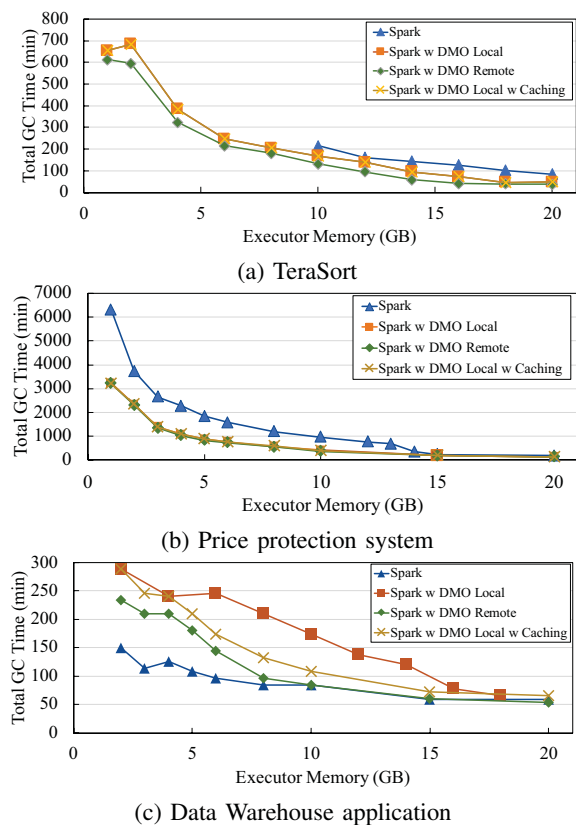 800
700
600
500
400
300
200
100
0
Total GC Time (min)
Spark
Spark w DMO Local
Spark w DMO Remote
Spark w DMO Local w Caching
0 5 10 15 20
Executor Memory (GB)
(a) TeraSort
7000
6000
5000
4000
3000
2000
1000
0
Total GC Time (min)
Spark
Spark w DMO Local
Spark w DMO Remote
Spark w DMO Local w Caching
0 5 10 15 20
Executor Memory (GB)
(b) Price protection system
300
250
200
150
100
50
0
Total GC Time (min)
Spark
Spark w DMO Local
Spark w DMO Remote
Spark w DMO Local w Caching
0 5 10 15 20
Executor Memory (GB)
(c) Data Warehouse application